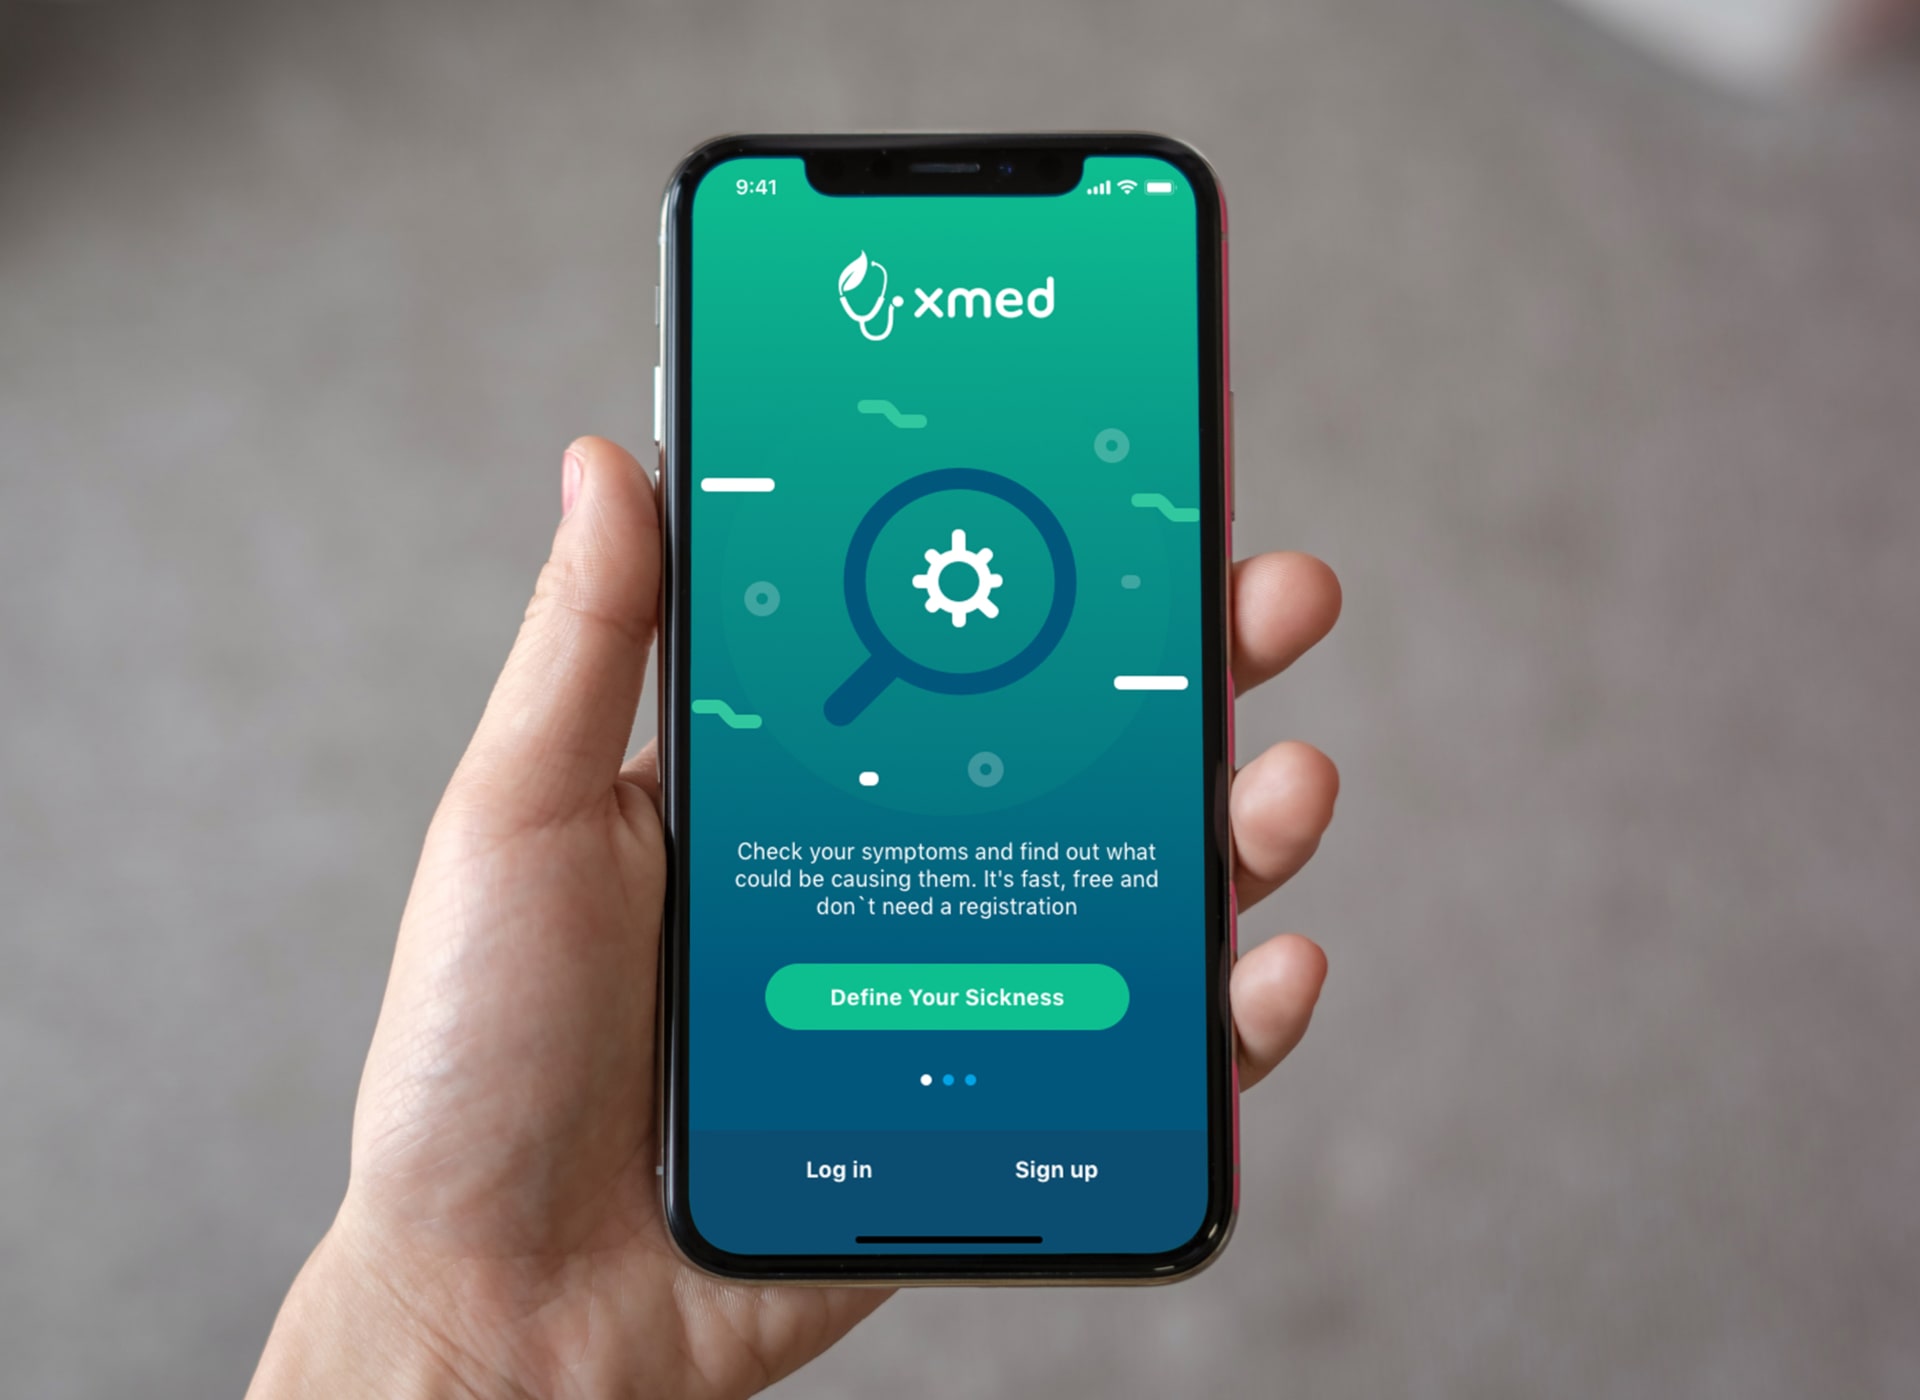 9:41
xmed
Check your symptoms and find out what
could be causing them. It's fast, free and
don`t need a registration
Define Your Sickness
Log in
Sign up